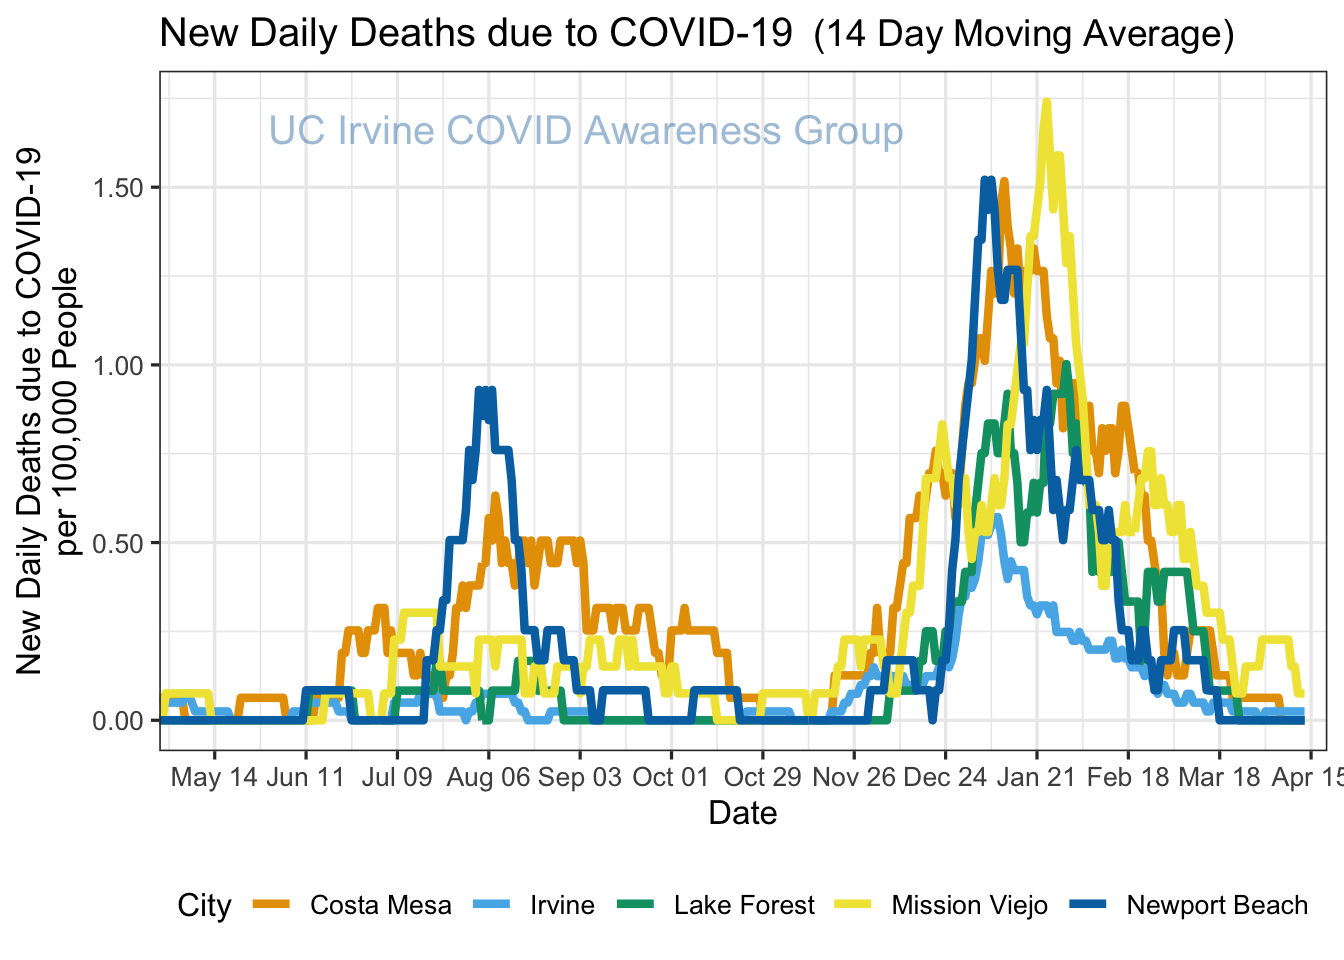 New Daily Deaths due to COVID-19 (14 Day Moving Average)
UC Irvine COVID Awareness Group
New Daily Deaths due to COVID-19
per 100,000 People
1.50
1.00
0.50
0.00
May 14 Jun 11 Jul 09 Aug 06 Sep 03 Oct 01 Oct 29 Nov 26 Dec 24 Jan 21 Feb 18 Mar 18 Apr 15
Date
City Costa Mesa Irvine Lake Forest Mission Viejo Newport Beach